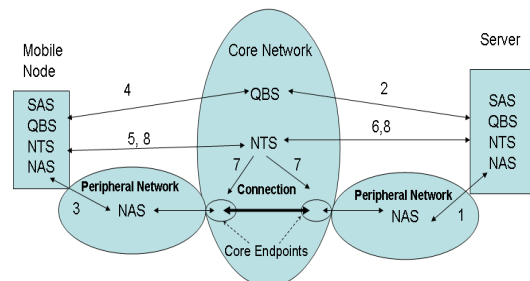 Core Network
Mobile
Node
Server
SAS
QBS
NTS
NAS
4
QBS
2
SAS
QBS
NTS
NAS
5, 8
NTS
6,8
7
7
Peripheral Network
Connection
Peripheral Network
3
NAS
NAS
1
Core Endpoints